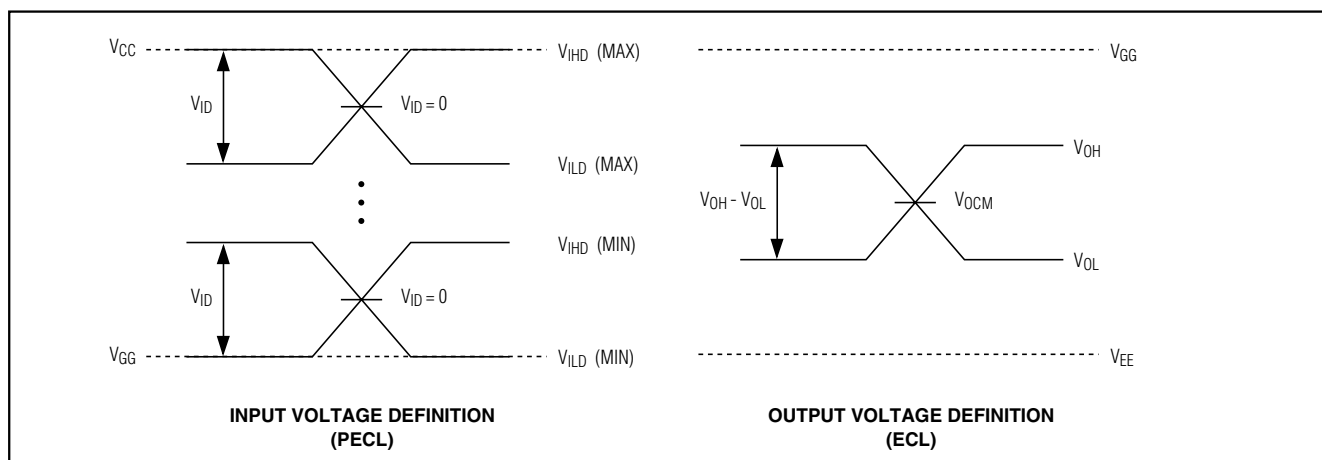 VCC
VIHD (MAX)
VID
VID = 0
VILD (MAX)
VIHD (MIN)
VID
VID = 0
VGG
VILD (MIN)
INPUT VOLTAGE DEFINITION
(PECL)
VGG
VOH
VOH - VOL
VOCM
VOL
VEE
OUTPUT VOLTAGE DEFINITION
(ECL)